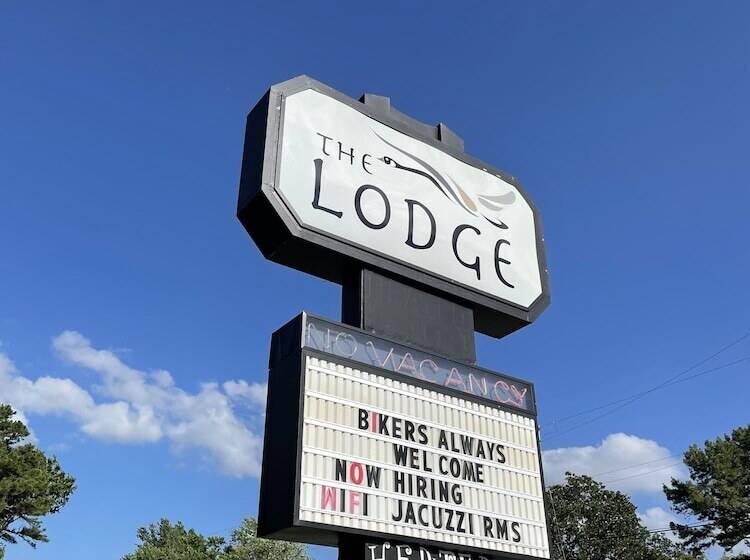 THE
LODGE
NO VACANCY
BIKERS ALWAYS
WELCOME
NOW HIRING
WIFI JACUZZI RMS